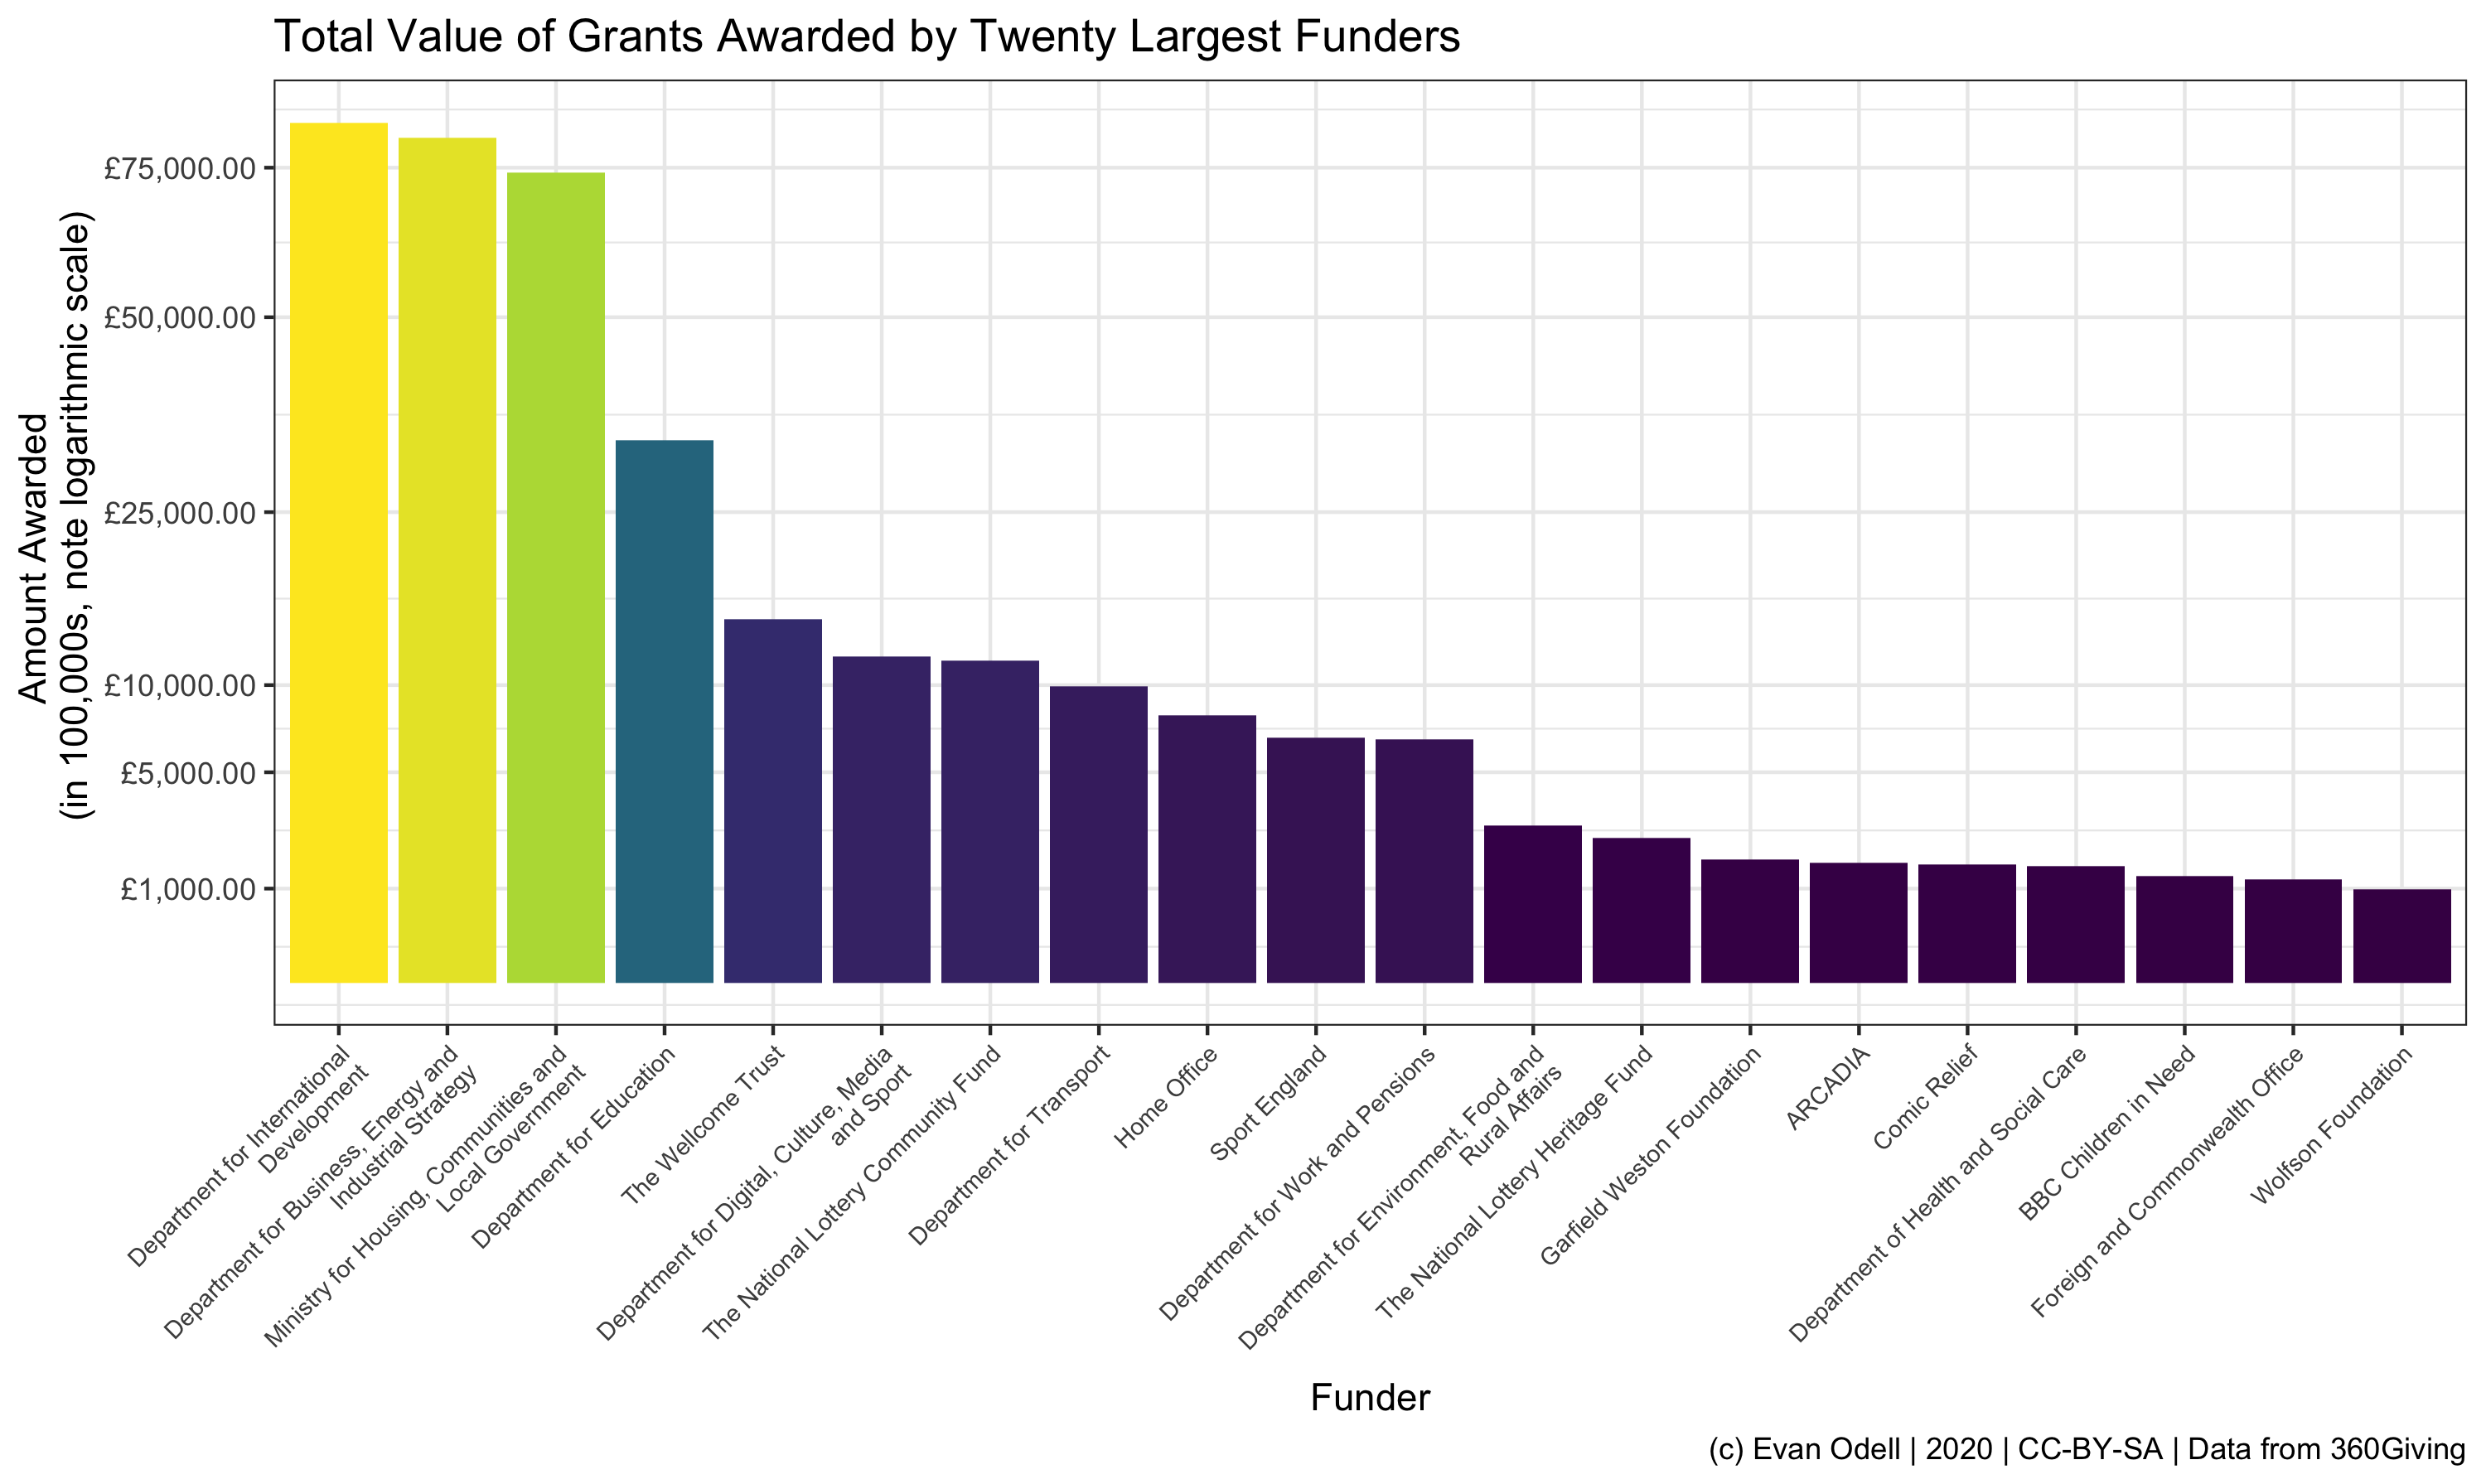 Total Value of Grants Awarded by Twenty Largest Funders
Amount Awarded
(in 100,000s, note logarithmic scale)
£75,000.00
£50,000.00
£25,000.00
£10,000.00
£5,000.00
£1,000.00
Department for International
Development
Department for Business, Energy and
Industrial Strategy
Ministry for Housing, Communities and
Local Government
Department for Education
The Wellcome Trust
Department for Digital, Culture, Media
and Sport
The National Lottery Community Fund
Department for Transport
Home Office
Sport England
Department for Work and Pensions
Department for Environment, Food and
Rural Affairs
The National Lottery Heritage Fund
Garfield Weston Foundation
ARCADIA
Comic Relief
Department of Health and Social Care
BBC Children in Need
Foreign and Commonwealth Office
Wolfson Foundation
Funder
(c) Evan Odell | 2020 | CC-BY-SA | Data from 360Giving